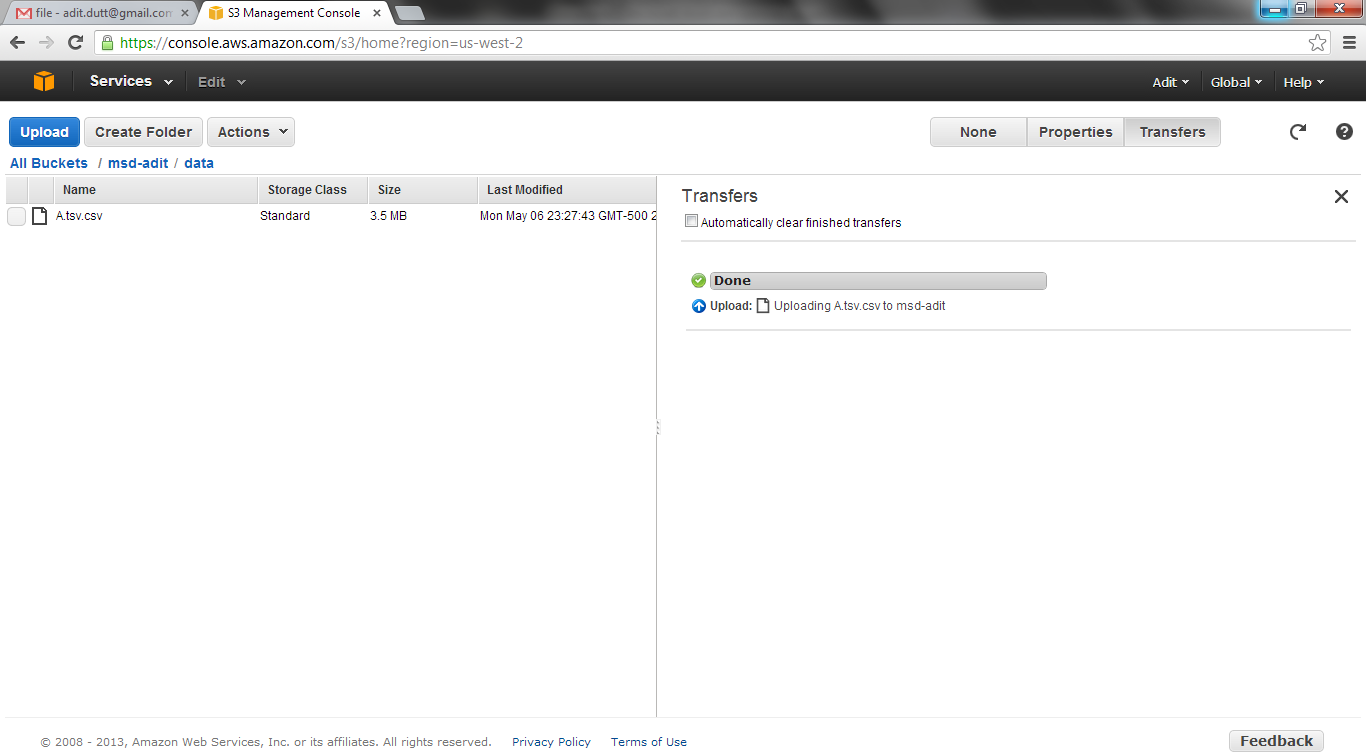 file - adit.dutt@gmail.com
S3 Management Console
https://console.aws.amazon.com/s3/home?region=us-west-2
Services Edit Adit Global Help
Upload Create Folder Actions None Properties Transfers
All Buckets / msd-adit / data
Name Storage Class Size Last Modified
A.tsv.csv Standard 3.5 MB Mon May 06 23:27:43 GMT-500 2
Transfers
Automatically clear finished transfers
Done
Upload: Uploading A.tsv.csv to msd-adit
© 2008 - 2013, Amazon Web Services, Inc. or its affiliates. All rights reserved. Privacy Policy Terms of Use Feedback